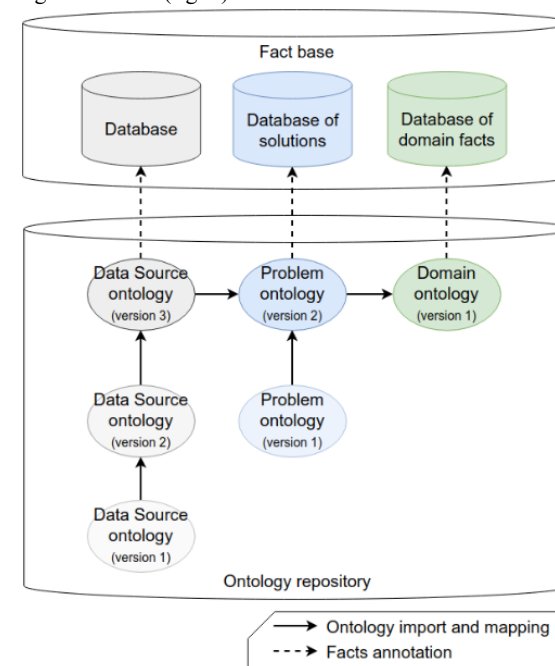 Fact base
Database
Database of
solutions
Database of
domain facts
Data Source
ontology
(version 3)
Problem
ontology
(version 2)
Domain
ontology
(version 1)
Data Source
ontology
(version 2)
Problem
ontology
(version 1)
Data Source
ontology
(version 1)
Ontology repository
Ontology import and mapping
Facts annotation